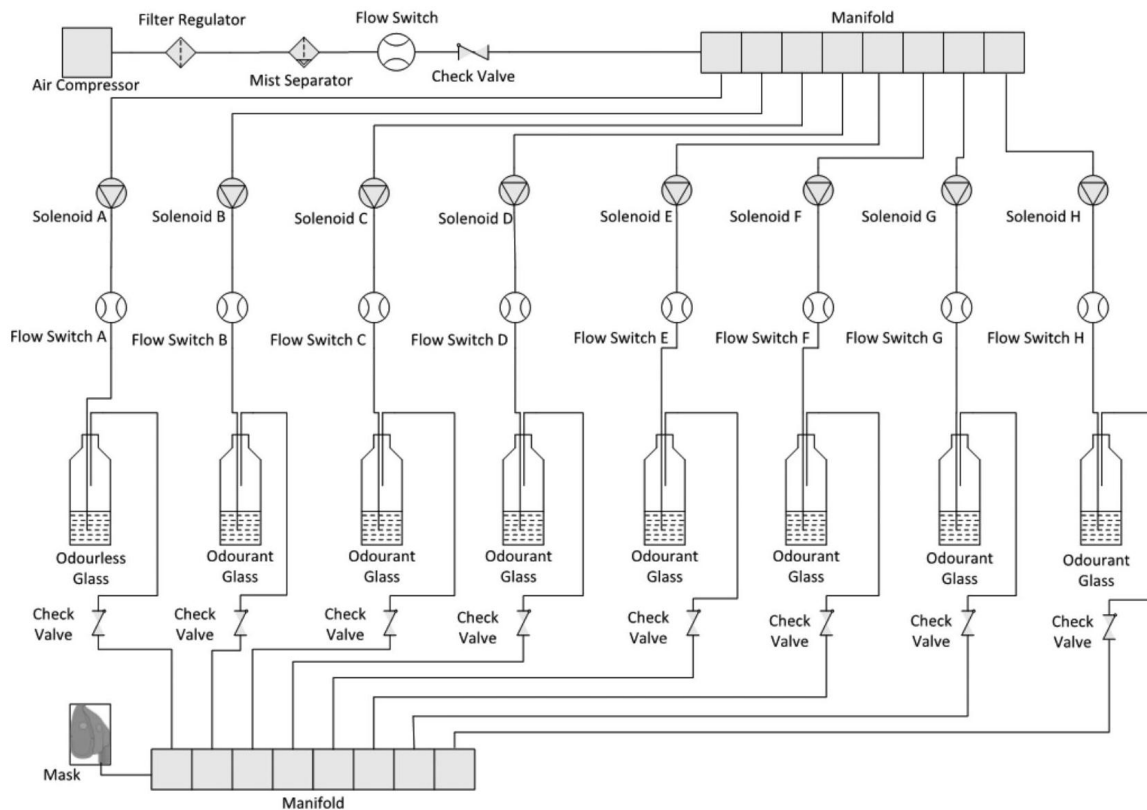 Filter Regulator
Flow Switch
Manifold
Air Compressor
Mist Separator
Check Valve
Solenoid A
Solenoid B
Solenoid C
Solenoid D
Solenoid E
Solenoid F
Solenoid G
Solenoid H
Flow Switch A
Flow Switch B
Flow Switch C
Flow Switch D
Flow Switch E
Flow Switch F
Flow Switch G
Flow Switch H
Odourless
Glass
Odourant
Glass
Odourant
Glass
Odourant
Glass
Odourant
Glass
Odourant
Glass
Odourant
Glass
Odourant
Glass
Check
Valve
Check
Valve
Check
Valve
Check
Valve
Check
Valve
Check
Valve
Check
Valve
Check
Valve
Mask
Manifold